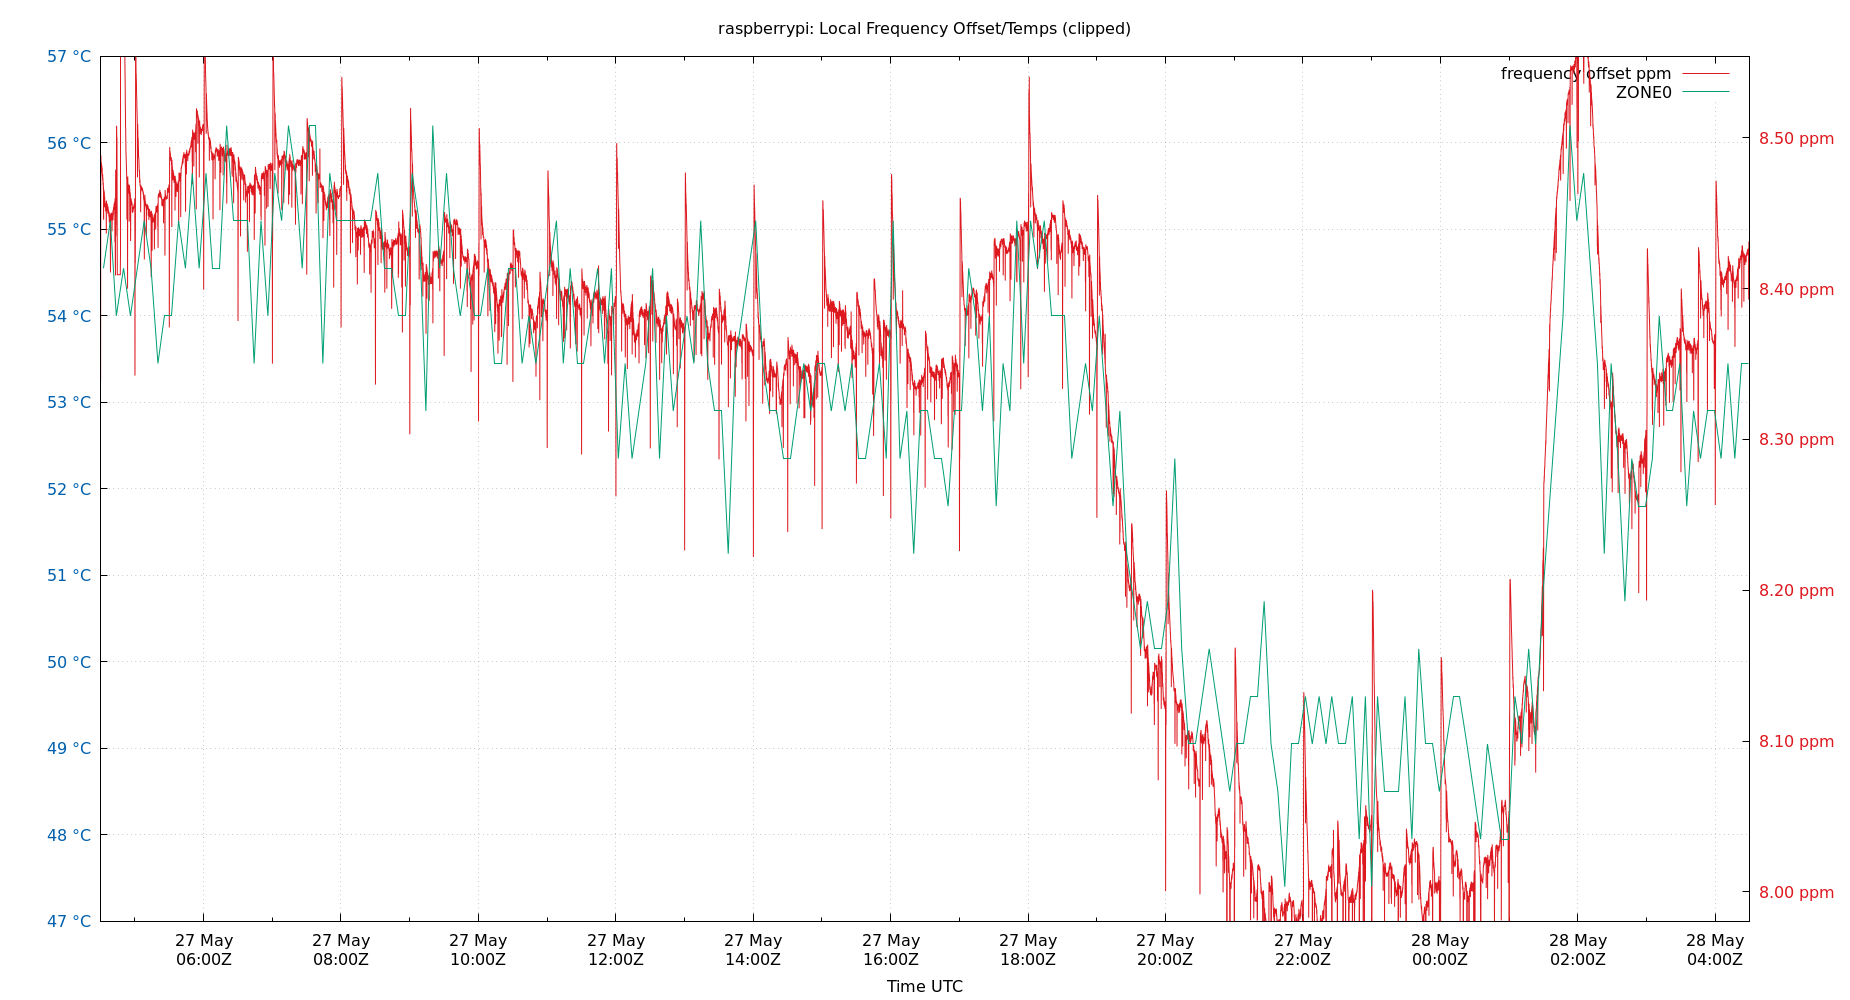 raspberrypi: Local Frequency Offset/Temps (clipped)
57 °C
56 °C
55 °C
54 °C
53 °C
52 °C
51 °C
50 °C
49 °C
48 °C
47 °C
frequency offset ppm
ZONE0
8.50 ppm
8.40 ppm
8.30 ppm
8.20 ppm
8.10 ppm
8.00 ppm
27 May
06:00Z
27 May
08:00Z
27 May
10:00Z
27 May
12:00Z
27 May
14:00Z
27 May
16:00Z
27 May
18:00Z
27 May
20:00Z
27 May
22:00Z
28 May
00:00Z
28 May
02:00Z
28 May
04:00Z
Time UTC